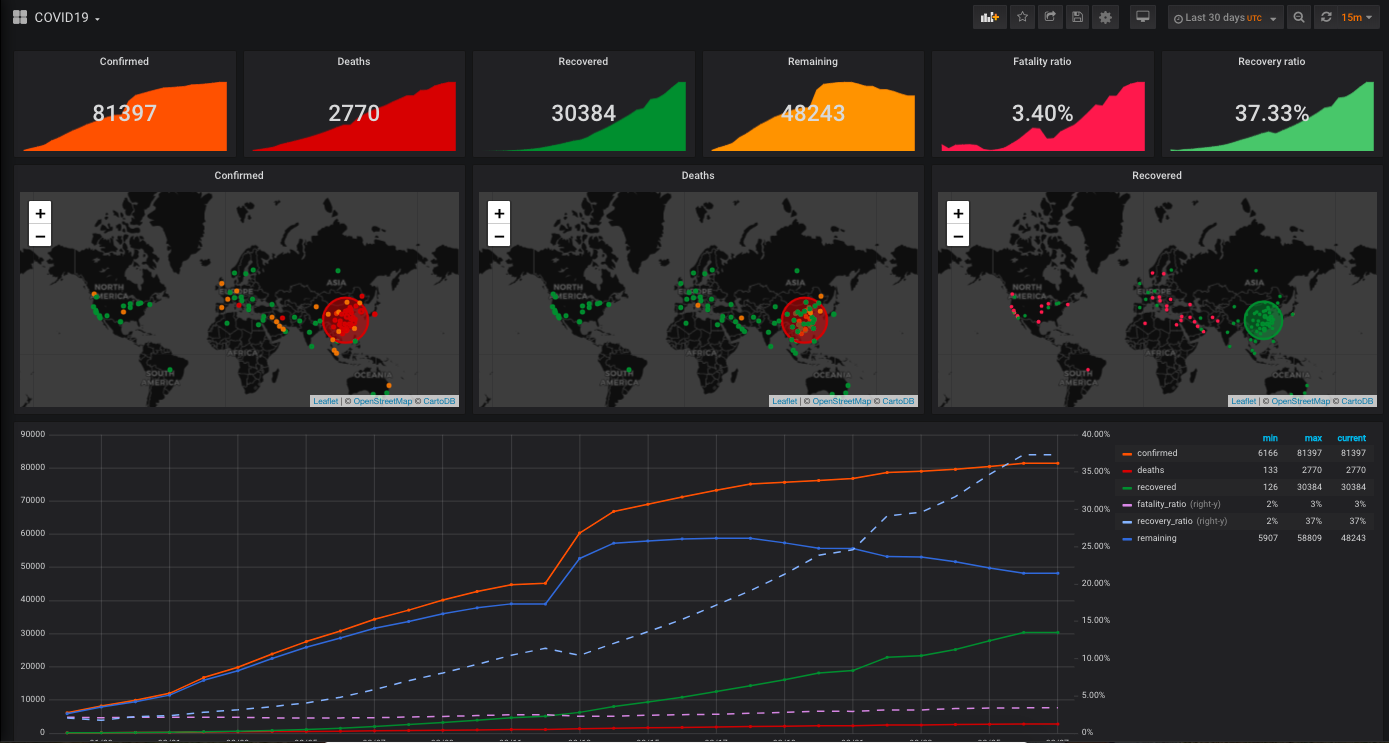 COVID19
Last 30 days UTC
15m
Confirmed
81397
Deaths
2770
Recovered
30384
Remaining
48243
Fatality ratio
3.40%
Recovery ratio
37.33%
Confirmed
+
−
NORTH
AMERICA
EUROPE
ASIA
AFRICA
SOUTH
AMERICA
OCEANIA
Leaflet | © OpenStreetMap © CartoDB
Deaths
+
−
NORTH
AMERICA
EUROPE
ASIA
AFRICA
SOUTH
AMERICA
OCEANIA
Leaflet | © OpenStreetMap © CartoDB
Recovered
+
−
NORTH
AMERICA
EUROPE
ASIA
AFRICA
SOUTH
AMERICA
OCEANIA
Leaflet | © OpenStreetMap © CartoDB
90000
80000
70000
60000
50000
40000
30000
20000
10000
0
40.00%
35.00%
30.00%
25.00%
20.00%
15.00%
10.00%
5.00%
0%
min max current
confirmed 6166 81397 81397
deaths 133 2770 2770
recovered 126 30384 30384
fatality_ratio (right-y) 2% 3% 3%
recovery_ratio (right-y) 2% 37% 37%
remaining 5907 58809 48243